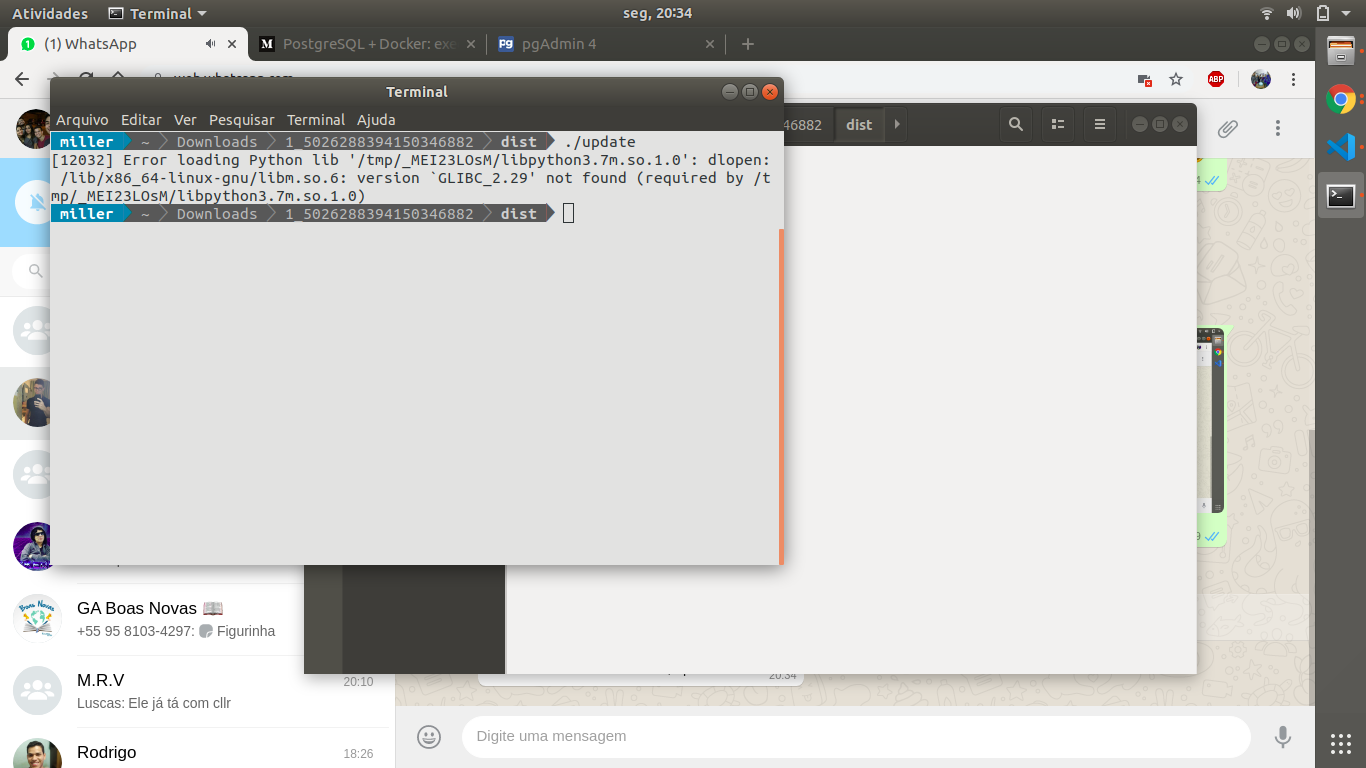 Atividades
Terminal
seg, 20:34
(1) WhatsApp
PostgreSQL + Docker: exe
pgAdmin 4
ABP
Terminal
Arquivo Editar Ver Pesquisar Terminal Ajuda
miller ~ Downloads 1_5026288394150346882 dist ./update
[12032] Error loading Python lib '/tmp/_MEI23LOsM/libpython3.7m.so.1.0': dlopen:
/lib/x86_64-linux-gnu/libm.so.6: version `GLIBC_2.29' not found (required by /t
mp/_MEI23LOsM/libpython3.7m.so.1.0)
miller ~ Downloads 1_5026288394150346882 dist
46882 dist
GA Boas Novas 📖
+55 95 8103-4297: Figurinha
M.R.V
20:10
Luscas: Ele já tá com cllr
Rodrigo
18:26
20:34
Digite uma mensagem